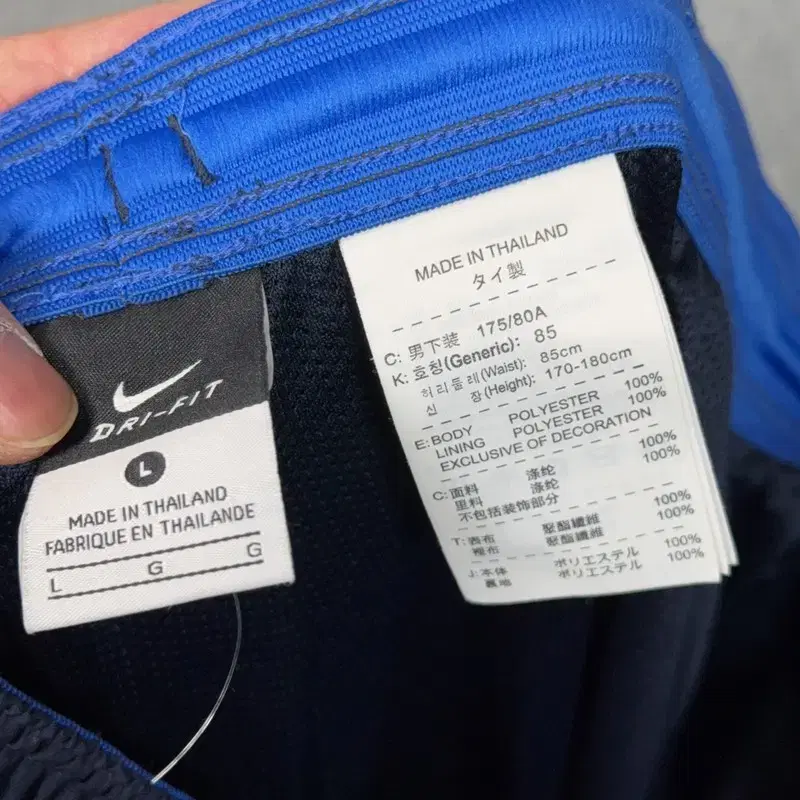 DRI-FIT
L
MADE IN THAILAND
FABRIQUE EN THAILANDE
L G G
MADE IN THAILAND
タイ製
C: 男下装 175/80A
K: 호칭(Generic): 85
허리둘레(Waist): 85cm
신 장(Height): 170-180cm
E: BODY POLYESTER 100%
LINING POLYESTER 100%
EXCLUSIVE OF DECORATION
C: 面料 涤纶 100%
里料 涤纶 100%
不包括装饰部分
T: 表布 聚酯纖維 100%
裡布 聚酯纖維 100%
J: 本体 ポリエステル 100%
裏地 ポリエステル 100%